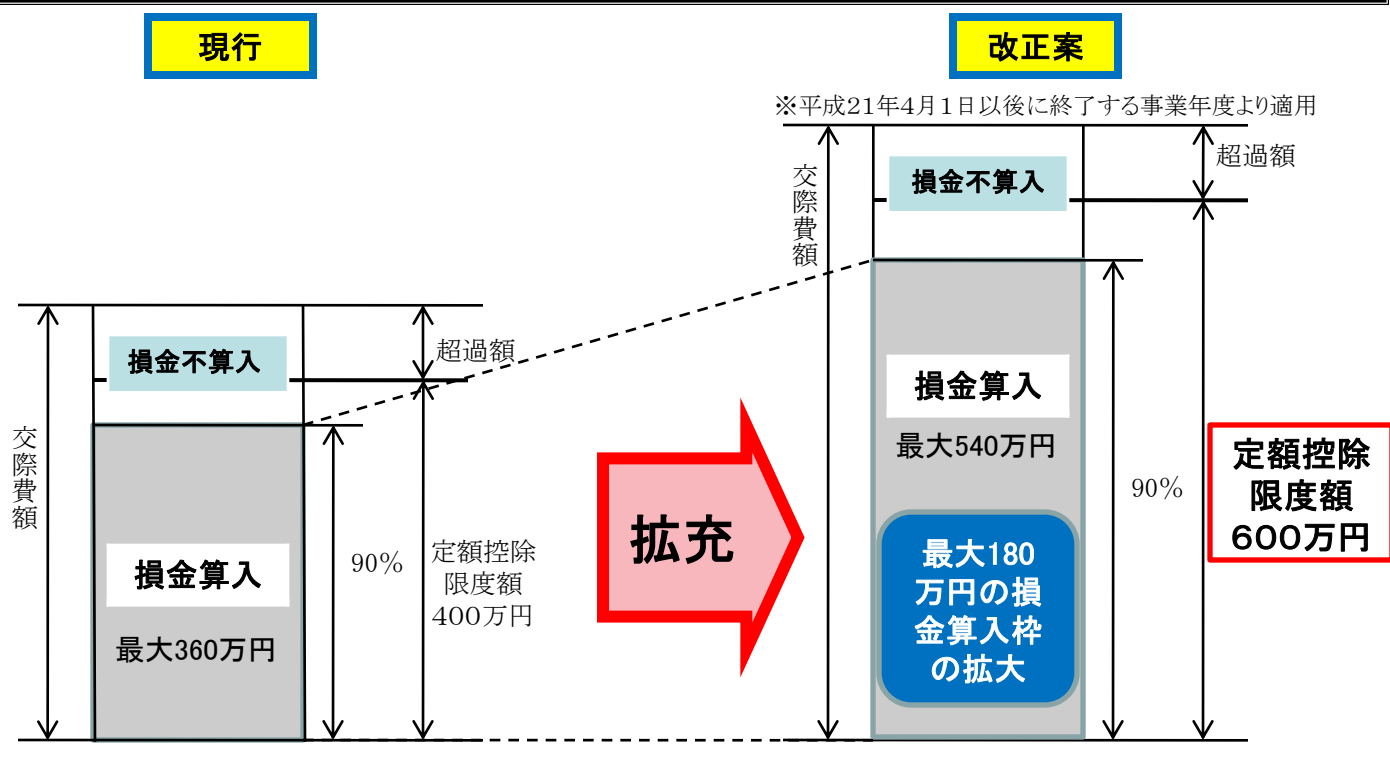 現行
交際費額
損金不算入
超過額
損金算入
最大360万円
90%
定額控除
限度額
400万円
拡充
改正案
※平成21年4月1日以後に終了する事業年度より適用
交際費額
損金不算入
超過額
損金算入
最大540万円
最大180
万円の損
金算入枠
の拡大
90%
定額控除
限度額
600万円